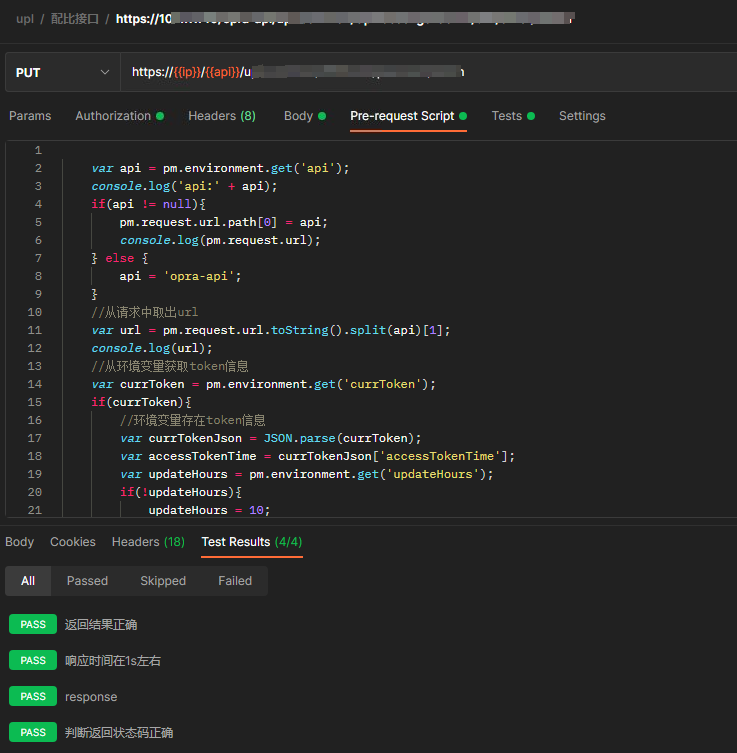 upl / 配比接口 / https://10
PUT
https://{{ip}}/{{api}}/u
Params Authorization Headers (8) Body Pre-request Script Tests Settings
1
2 var api = pm.environment.get('api');
3 console.log('api:' + api);
4 if(api != null){
5 pm.request.url.path[0] = api;
6 console.log(pm.request.url);
7 } else {
8 api = 'opra-api';
9 }
10 //从请求中取出url
11 var url = pm.request.url.toString().split(api)[1];
12 console.log(url);
13 //从环境变量获取token信息
14 var currToken = pm.environment.get('currToken');
15 if(currToken){
16 //环境变量存在token信息
17 var currTokenJson = JSON.parse(currToken);
18 var accessTokenTime = currTokenJson['accessTokenTime'];
19 var updateHours = pm.environment.get('updateHours');
20 if(!updateHours){
21 updateHours = 10;
Body Cookies Headers (18) Test Results (4/4)
All Passed Skipped Failed
PASS 返回结果正确
PASS 响应时间在1s左右
PASS response
PASS 判断返回状态码正确